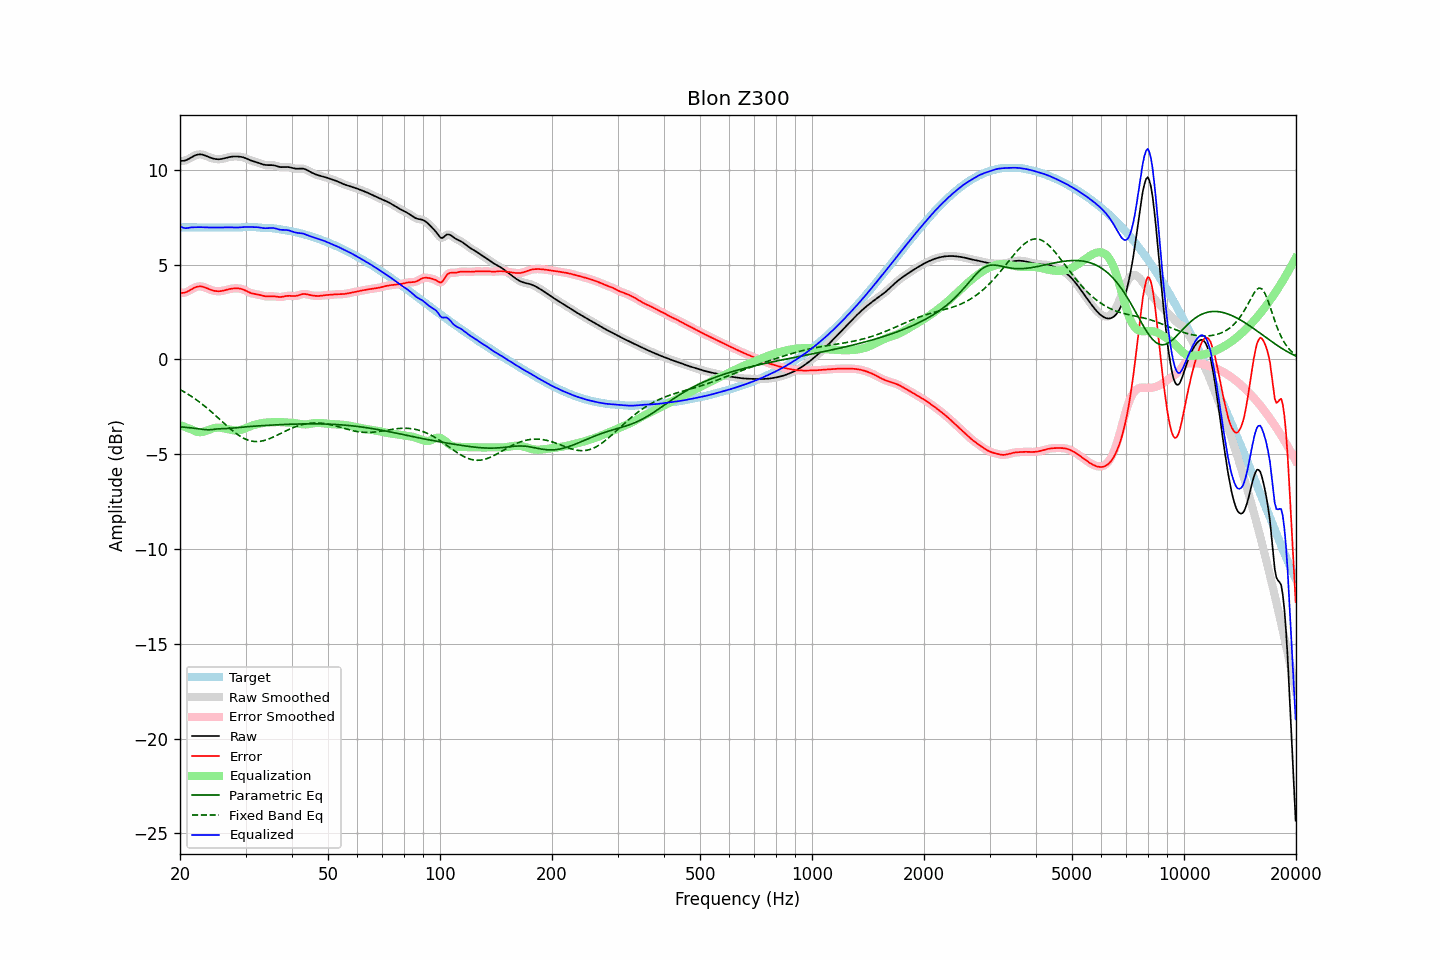 Blon Z300
Amplitude (dBr)
10
5
0
−5
−10
−15
−20
−25
Target
Raw Smoothed
Error Smoothed
Raw
Error
Equalization
Parametric Eq
Fixed Band Eq
Equalized
20
50
100
200
500
1000
2000
5000
10000
20000
Frequency (Hz)